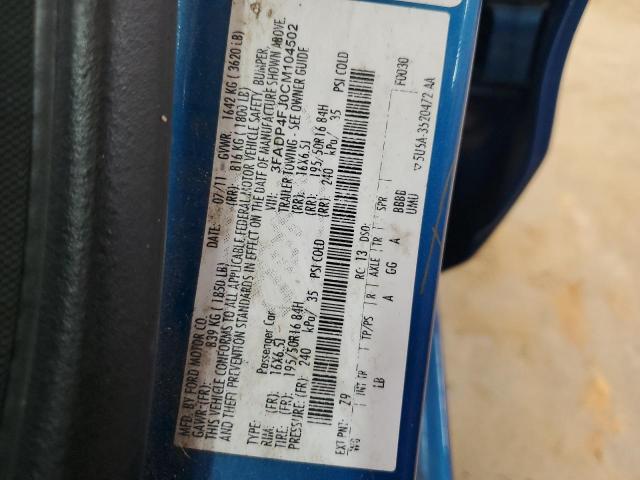 MFD. BY FORD MOTOR CO.
DATE: 07/11 GVWR: 1642 KG ( 3620 LB)
GAWR-(FR): 839 KG ( 1850 LB) (RR): 816 KG ( 1800 LB)
THIS VEHICLE CONFORMS TO ALL APPLICABLE FEDERAL MOTOR VEHICLE SAFETY, BUMPER,
AND THEFT PREVENTION STANDARDS IN EFFECT ON THE DATE OF MANUFACTURE SHOWN ABOVE
VIN: 3FADP4FJ0CM104502
TYPE: Passenger Car TRAILER TOWING - SEE OWNER GUIDE
RIM: (FR): 16X6.5J (RR): 16X6.5J
TIRE: (FR): 195/50R16 84H (RR): 195/50R16 84H
PRESSURE: (FR): 240 kPa/ 35 PSI COLD (RR): 240 kPa/ 35 PSI COLD
EXT PNT: Z9 RC: 13 DSO: F0030
WB INT TR TP/PS R AXLE TR SPR
LB A GG A BBBB
UMU
▽5U5A-3520472 AA